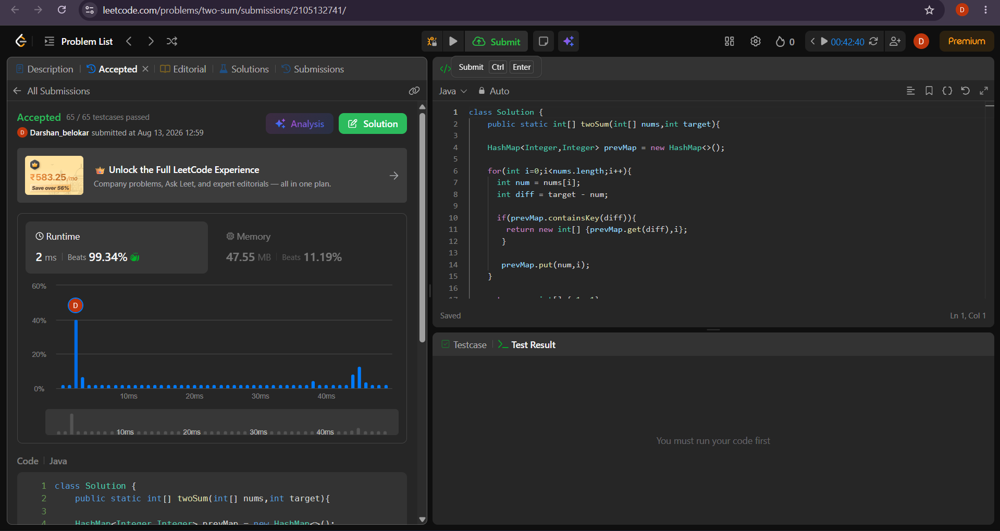 leetcode.com/problems/two-sum/submissions/2105132741/
D
Problem List
Submit
0
00:42:40
D
Premium
Description
Accepted
Editorial
Solutions
Submissions
All Submissions
Accepted 65 / 65 testcases passed
Analysis
Solution
D Darshan_belokar submitted at Aug 13, 2026 12:59
₹583.25/mo
Save over 56%
Unlock the Full LeetCode Experience
Company problems, Ask Leet, and expert editorials — all in one plan.
Runtime
2 ms Beats 99.34%
Memory
47.55 MB Beats 11.19%
60%
D
40%
20%
0%
10ms 20ms 30ms 40ms
10ms 20ms 30ms 40ms
Code Java
1 class Solution {
2 public static int[] twoSum(int[] nums,int target){
3
4 HashMap<Integer,Integer> prevMap = new HashMap<>();
</> Submit Ctrl Enter
Java Auto
1 class Solution {
2 public static int[] twoSum(int[] nums,int target){
3
4 HashMap<Integer,Integer> prevMap = new HashMap<>();
5
6 for(int i=0;i<nums.length;i++){
7 int num = nums[i];
8 int diff = target - num;
9
10 if(prevMap.containsKey(diff)){
11 return new int[] {prevMap.get(diff),i};
12 }
13
14 prevMap.put(num,i);
15 }
16
17
Saved
Ln 1, Col 1
Testcase
Test Result
You must run your code first